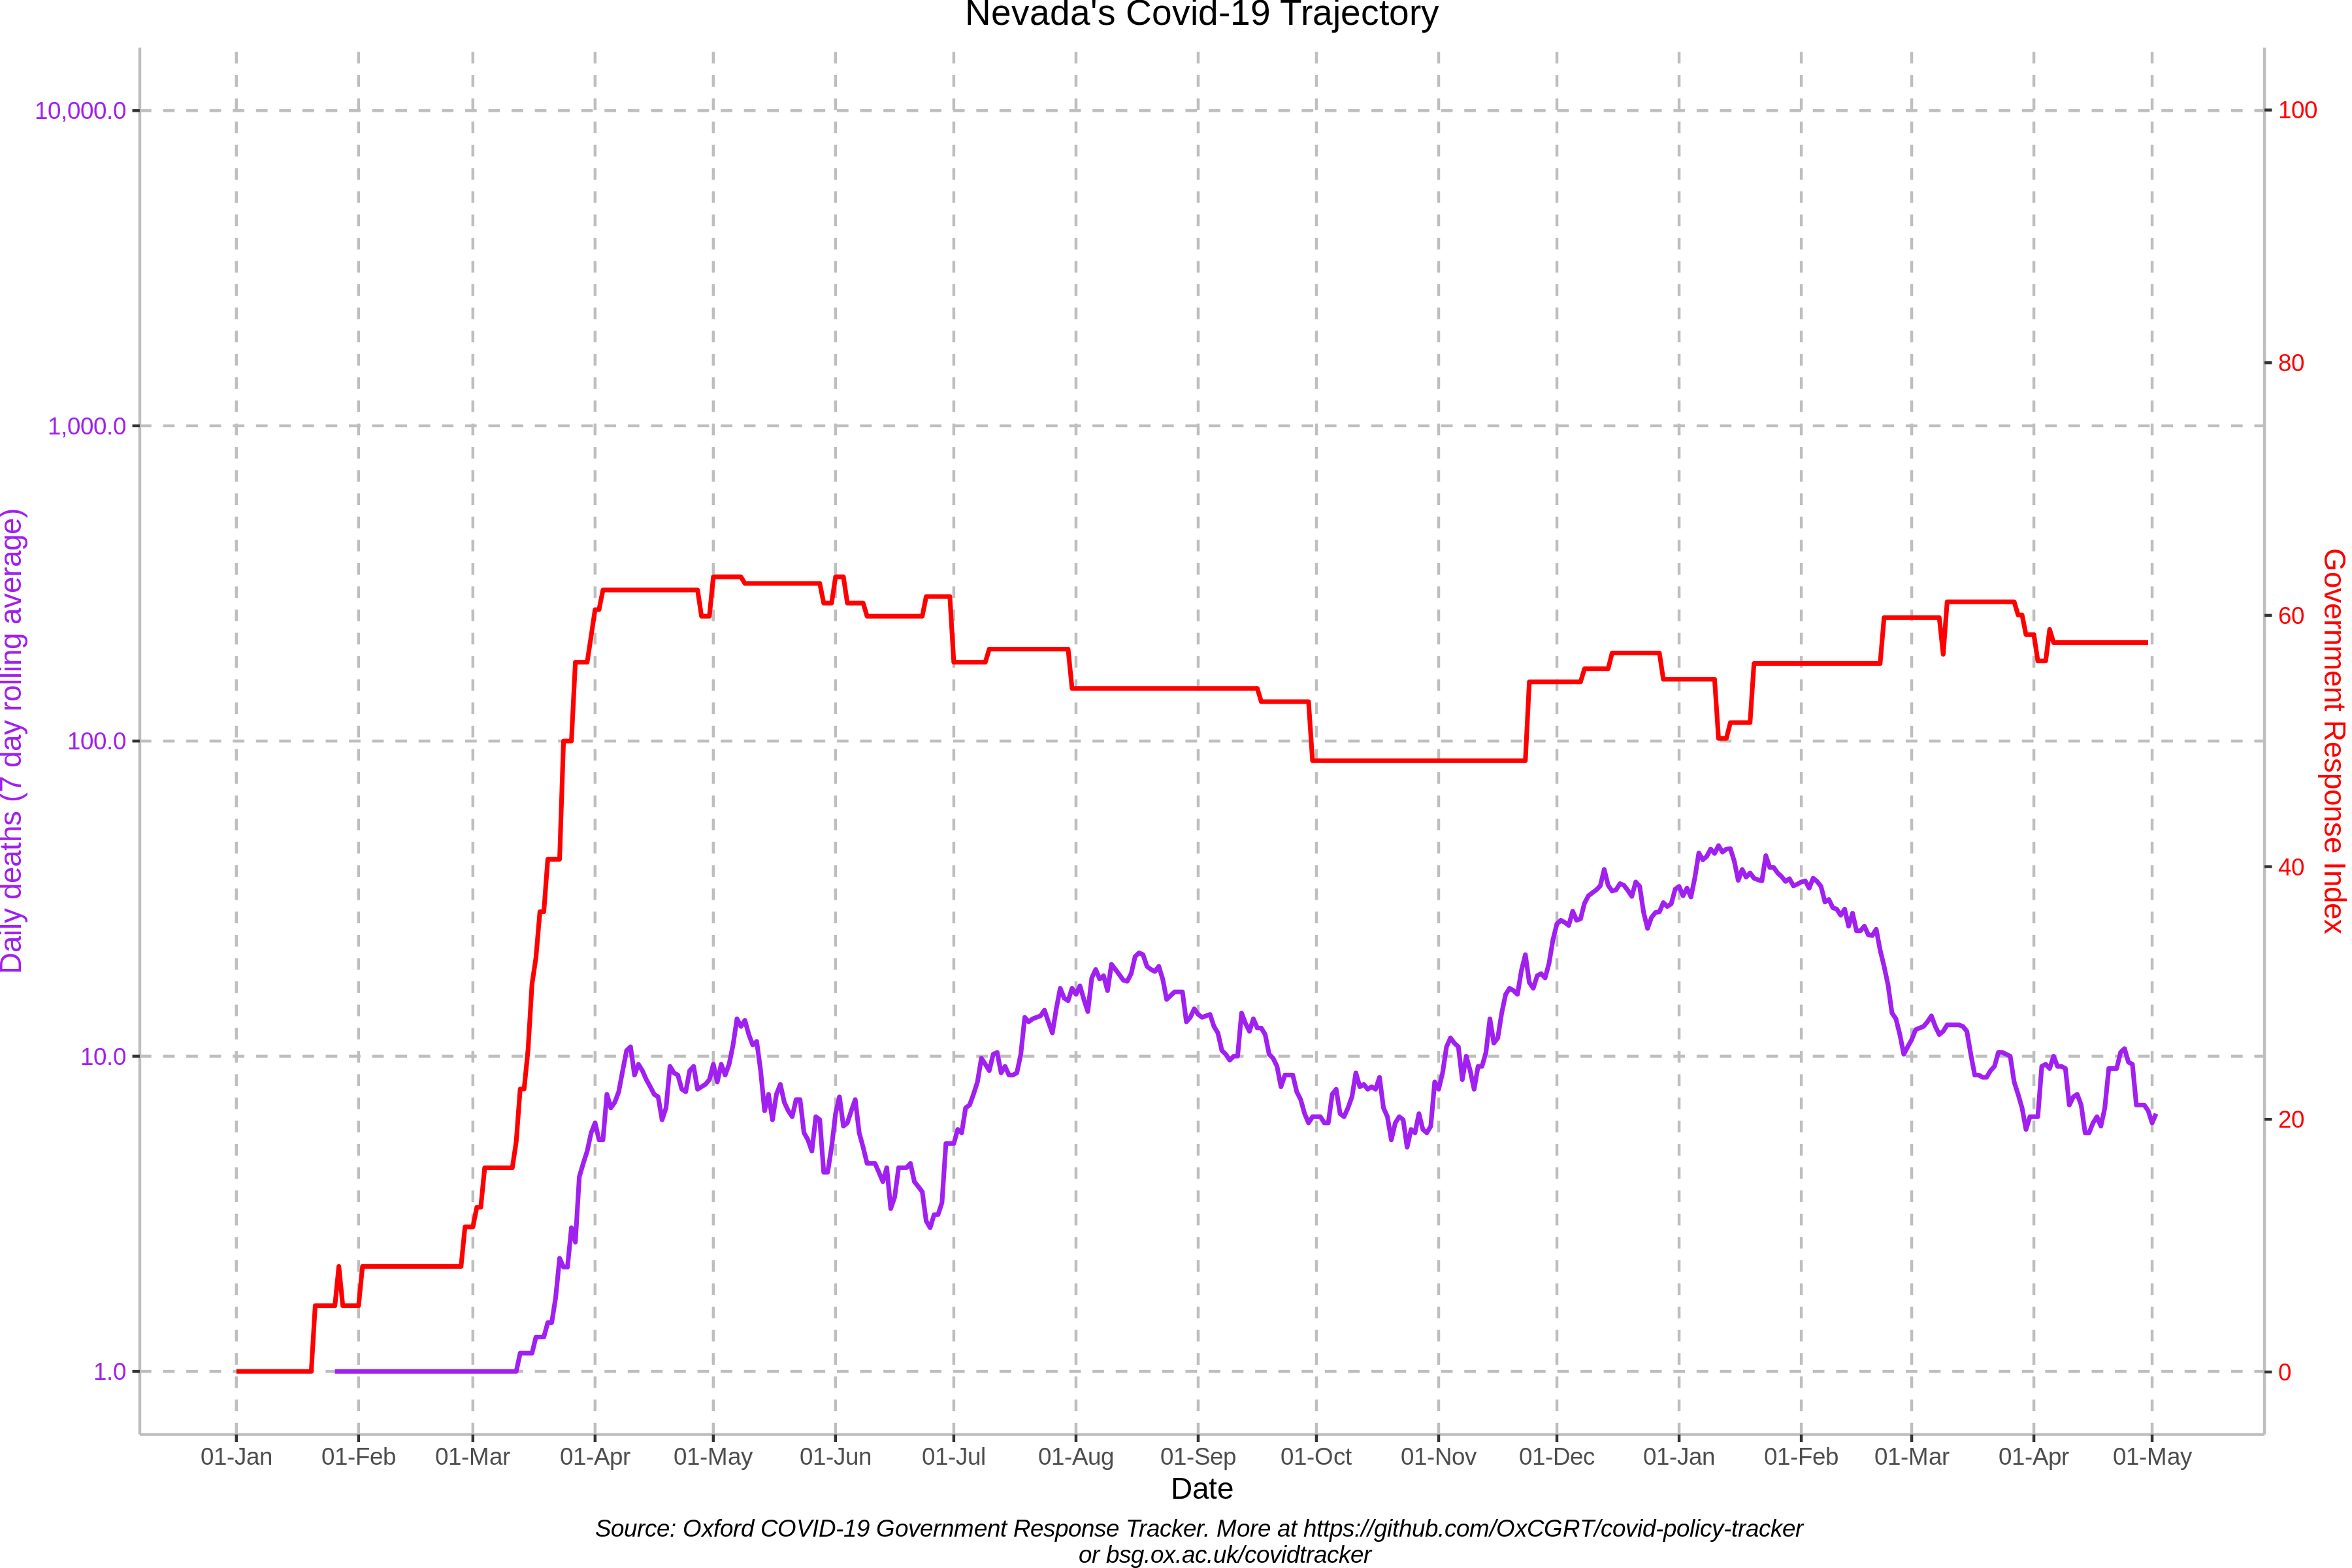 Nevada's Covid-19 Trajectory
10,000.0
1,000.0
100.0
10.0
1.0
Daily deaths (7 day rolling average)
100
80
60
40
20
0
Government Response Index
01-Jan 01-Feb 01-Mar 01-Apr 01-May 01-Jun 01-Jul 01-Aug 01-Sep 01-Oct 01-Nov 01-Dec 01-Jan 01-Feb 01-Mar 01-Apr 01-May
Date
Source: Oxford COVID-19 Government Response Tracker. More at https://github.com/OxCGRT/covid-policy-tracker
or bsg.ox.ac.uk/covidtracker